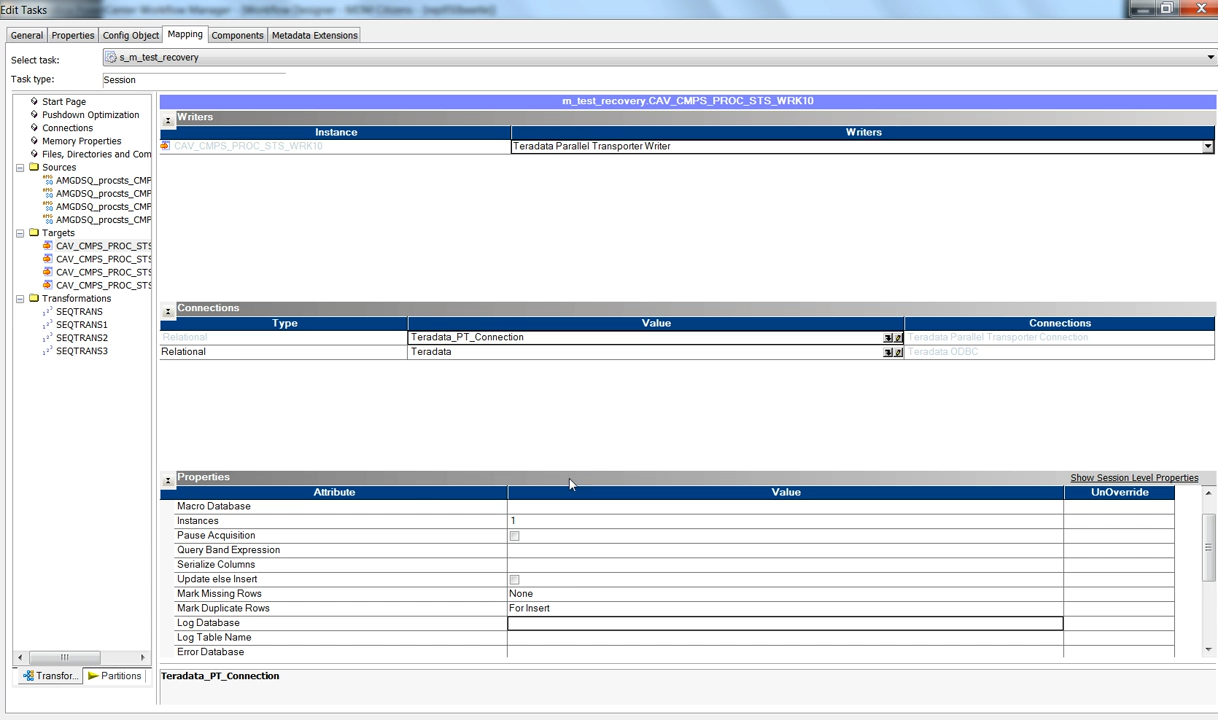 Edit Tasks
General Properties Config Object Mapping Components Metadata Extensions
Select task: s_m_test_recovery
Task type: Session
Start Page
Pushdown Optimization
Connections
Memory Properties
Files, Directories and Com
Sources
AMGDSQ_procsts_CMP
AMGDSQ_procsts_CMP
AMGDSQ_procsts_CMP
AMGDSQ_procsts_CMP
Targets
CAV_CMPS_PROC_STS
CAV_CMPS_PROC_STS
CAV_CMPS_PROC_STS
CAV_CMPS_PROC_STS
Transformations
SEQTRANS
SEQTRANS1
SEQTRANS2
SEQTRANS3
Transfor... Partitions
m_test_recovery.CAV_CMPS_PROC_STS_WRK10
Writers
Instance Writers
CAV_CMPS_PROC_STS_WRK10 Teradata Parallel Transporter Writer
Connections
Type Value Connections
Relational Teradata_PT_Connection Teradata Parallel Transporter Connection
Relational Teradata Teradata ODBC
Properties Show Session Level Properties
Attribute Value UnOverride
Macro Database
Instances 1
Pause Acquisition
Query Band Expression
Serialize Columns
Update else Insert
Mark Missing Rows None
Mark Duplicate Rows For Insert
Log Database
Log Table Name
Error Database
Teradata_PT_Connection